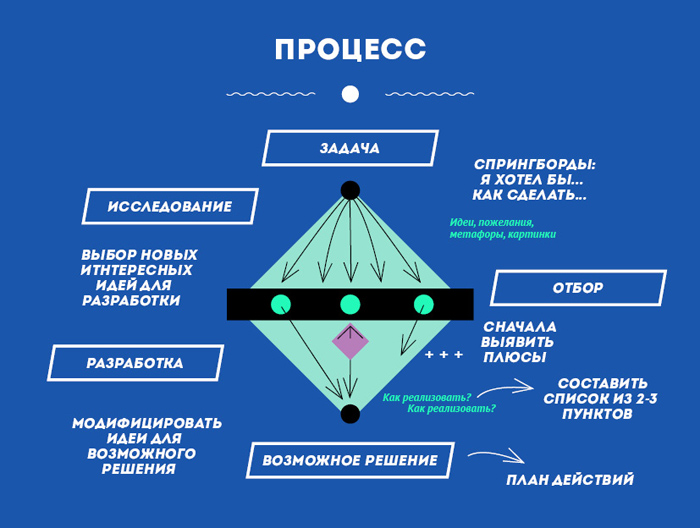 ПРОЦЕСС
ЗАДАЧА
СПРИНГБОРДЫ:
Я ХОТЕЛ БЫ...
КАК СДЕЛАТЬ...
Идеи, пожелания,
метафоры, картинки
ИССЛЕДОВАНИЕ
ВЫБОР НОВЫХ
ИТНТЕРЕСНЫХ
ИДЕЙ ДЛЯ
РАЗРАБОТКИ
ОТБОР
СНАЧАЛА
ВЫЯВИТЬ
ПЛЮСЫ
+ + +
РАЗРАБОТКА
МОДИФИЦИРОВАТЬ
ИДЕИ ДЛЯ
ВОЗМОЖНОГО
РЕШЕНИЯ
Как реализовать?
Как реализовать?
СОСТАВИТЬ
СПИСОК ИЗ 2-3
ПУНКТОВ
ВОЗМОЖНОЕ РЕШЕНИЕ
ПЛАН ДЕЙСТВИЙ